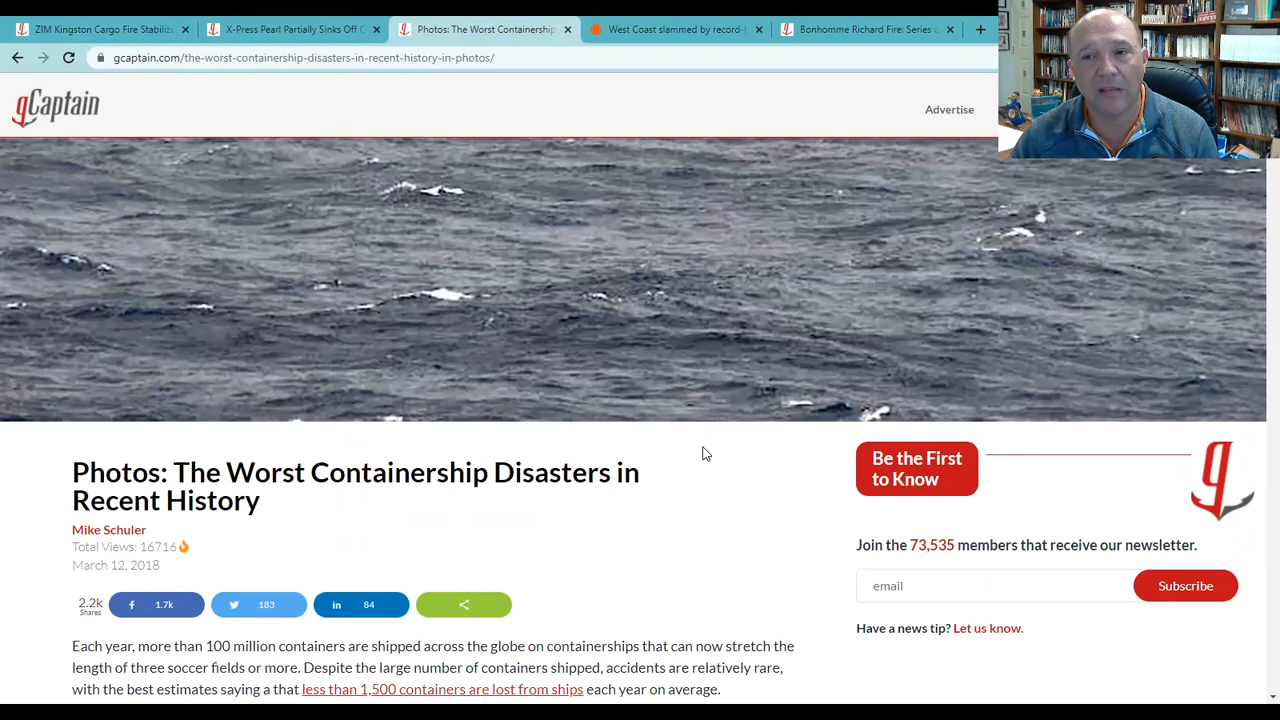 ZIM Kingston Cargo Fire Stabiliz
X-Press Pearl Partially Sinks Off C
Photos: The Worst Containership
West Coast slammed by record-
Bonhomme Richard Fire: Series o
gcaptain.com/the-worst-containership-disasters-in-recent-history-in-photos/
gCaptain
Advertise
Photos: The Worst Containership Disasters in
Recent History
Mike Schuler
Total Views: 16716
March 12, 2018
2.2k
Shares
1.7k
183
84
Each year, more than 100 million containers are shipped across the globe on containerships that can now stretch the
length of three soccer fields or more. Despite the large number of containers shipped, accidents are relatively rare,
with the best estimates saying a that less than 1,500 containers are lost from ships each year on average.
Be the First
to Know
g
Join the 73,535 members that receive our newsletter.
email
Subscribe
Have a news tip? Let us know.